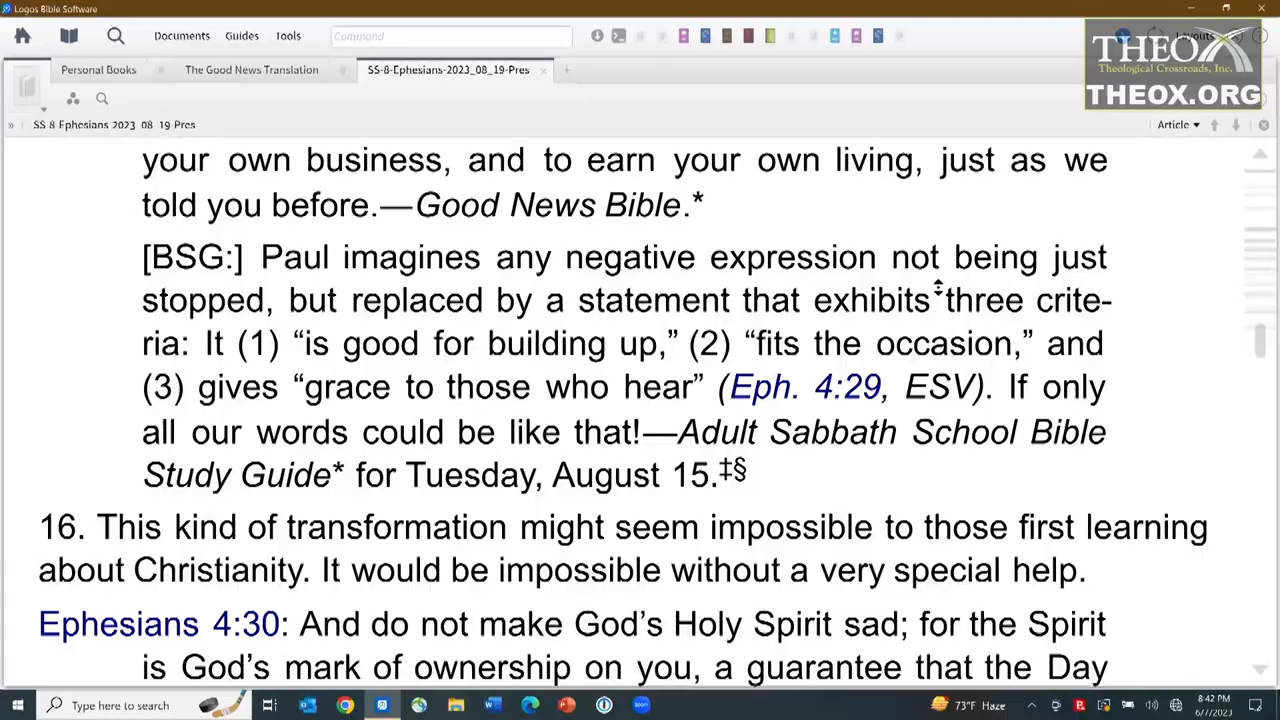 Logos Bible Software
Documents Guides Tools Command Layouts
THEOX
Theological Crossroads, Inc.
THEOX.ORG
Personal Books The Good News Translation SS-8-Ephesians-2023_08_19-Pres
SS-8-Ephesians-2023_08_19-Pres Article
your own business, and to earn your own living, just as we
told you before.—Good News Bible.*
[BSG:] Paul imagines any negative expression not being just
stopped, but replaced by a statement that exhibits three crite-
ria: It (1) “is good for building up,” (2) “fits the occasion,” and
(3) gives “grace to those who hear” (Eph. 4:29, ESV). If only
all our words could be like that!—Adult Sabbath School Bible
Study Guide* for Tuesday, August 15.‡§
16. This kind of transformation might seem impossible to those first learning
about Christianity. It would be impossible without a very special help.
Ephesians 4:30: And do not make God’s Holy Spirit sad; for the Spirit
is God’s mark of ownership on you, a guarantee that the Day
Type here to search 73°F Haze 8:42 PM
6/7/2023